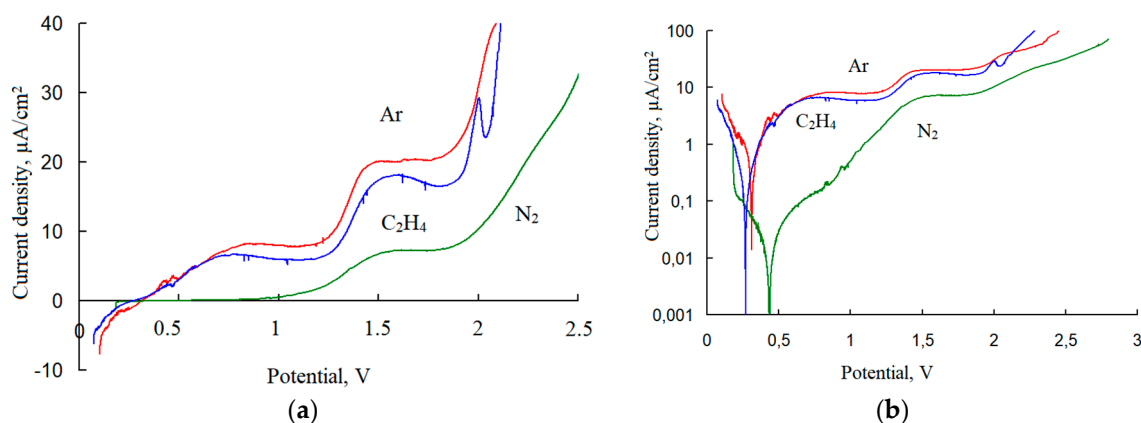 40
30
20
10
0
-10
Current density, µA/cm²
Ar
C₂H₄
N₂
0 0.5 1 1.5 2 2.5
Potential, V
(a)
100
10
1
0,1
0,01
0,001
Current density, µA/cm²
Ar
C₂H₄
N₂
0 0,5 1 1,5 2 2,5 3
Potential, V
(b)